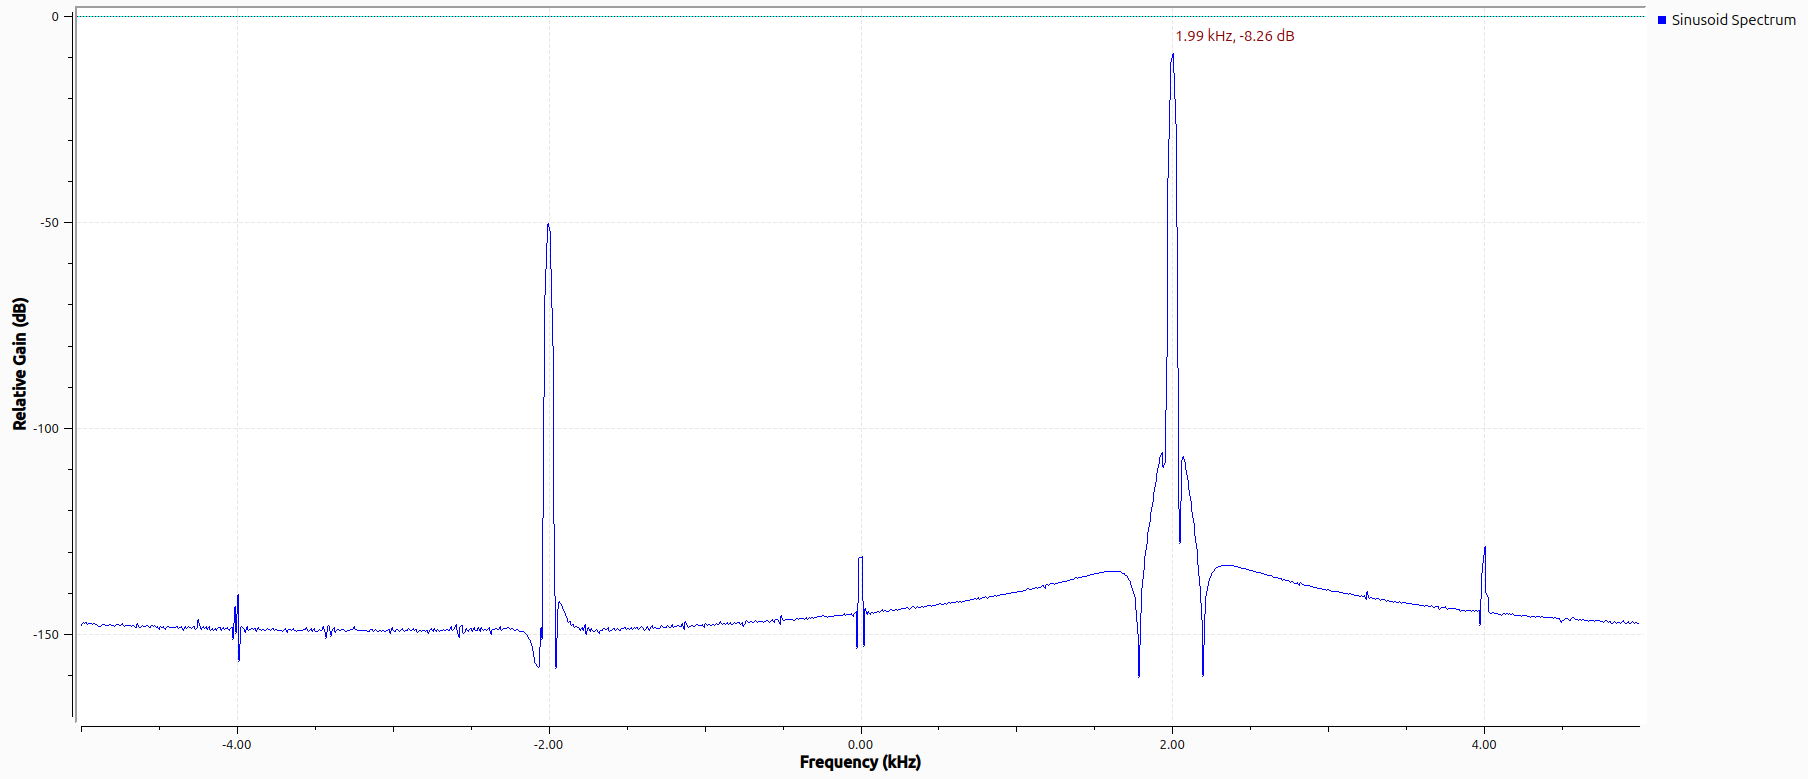 Sinusoid Spectrum
1.99 kHz, -8.26 dB
Relative Gain (dB)
0
-50
-100
-150
-4.00
-2.00
0.00
2.00
4.00
Frequency (kHz)